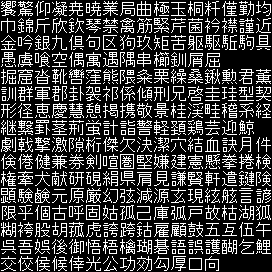 饗驚仰凝尭暁業局曲極玉桐粁僅勤均
巾錦斤欣欽琴禁禽筋緊芹菌衿襟謹近
金吟銀九倶句区狗玖矩苦躯駆駈駒具
愚虞喰空偶寓遇隅串櫛釧屑屈
掘窟沓靴轡窪熊隈粂栗繰桑鍬勲君薫
訓群軍郡卦袈祁係傾刑兄啓圭珪型契
形径恵慶慧憩掲携敬景桂渓畦稽系経
継繋罫茎荊蛍計詣警軽頚鶏芸迎鯨
劇戟撃激隙桁傑欠決潔穴結血訣月件
倹倦健兼券剣喧圏堅嫌建憲懸拳捲検
権牽犬献研硯絹県肩見謙賢軒遣鍵険
顕験鹸元原厳幻弦減源玄現絃舷言諺
限乎個古呼固姑孤己庫弧戸故枯湖狐
糊袴股胡菰虎誇跨鈷雇顧鼓五互伍午
呉吾娯後御悟梧檎瑚碁語誤護醐乞鯉
交佼侯候倖光公功効勾厚口向